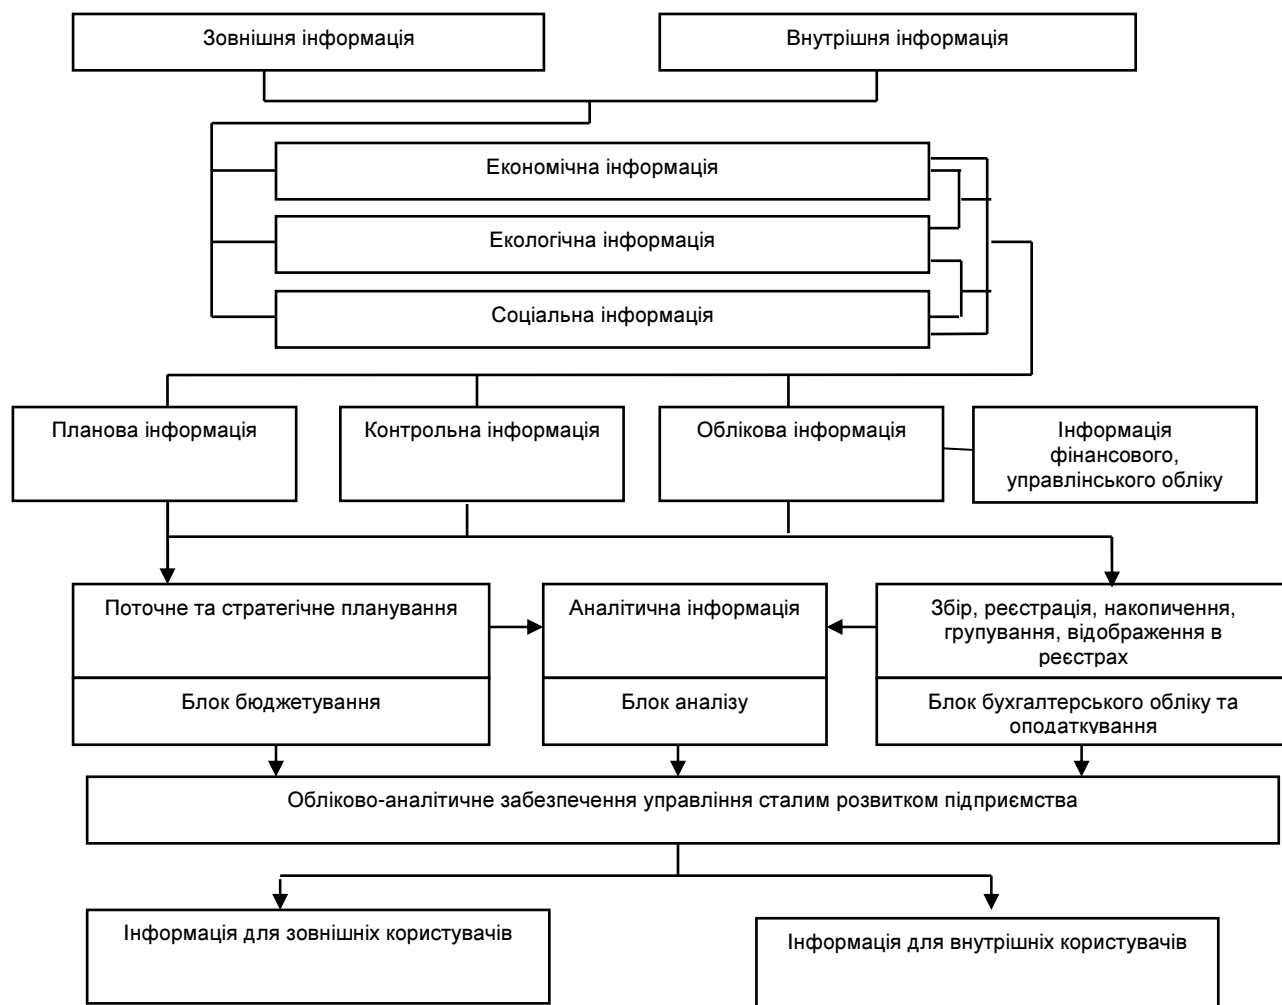 Зовнішня інформація
Внутрішня інформація
Економічна інформація
Екологічна інформація
Соціальна інформація
Планова інформація
Контрольна інформація
Облікова інформація
Інформація
фінансового,
управлінського обліку
Поточне та стратегічне планування
Аналітична інформація
Збір, реєстрація, накопичення,
групування, відображення в
реєстрах
Блок бюджетування
Блок аналізу
Блок бухгалтерського обліку та
оподаткування
Обліково-аналітичне забезпечення управління сталим розвитком підприємства
Інформація для зовнішніх користувачів
Інформація для внутрішніх користувачів